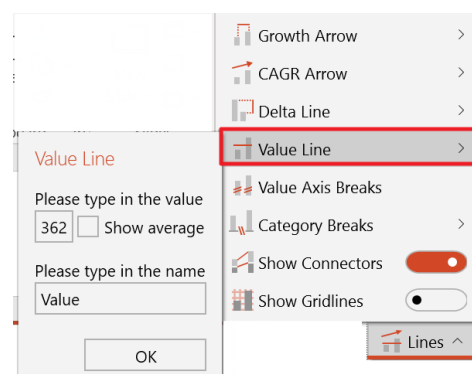 Growth Arrow
CAGR Arrow
Delta Line
Value Line
Value Axis Breaks
Category Breaks
Show Connectors
Show Gridlines
Lines
Value Line
Please type in the value
362 Show average
Please type in the name
Value
OK